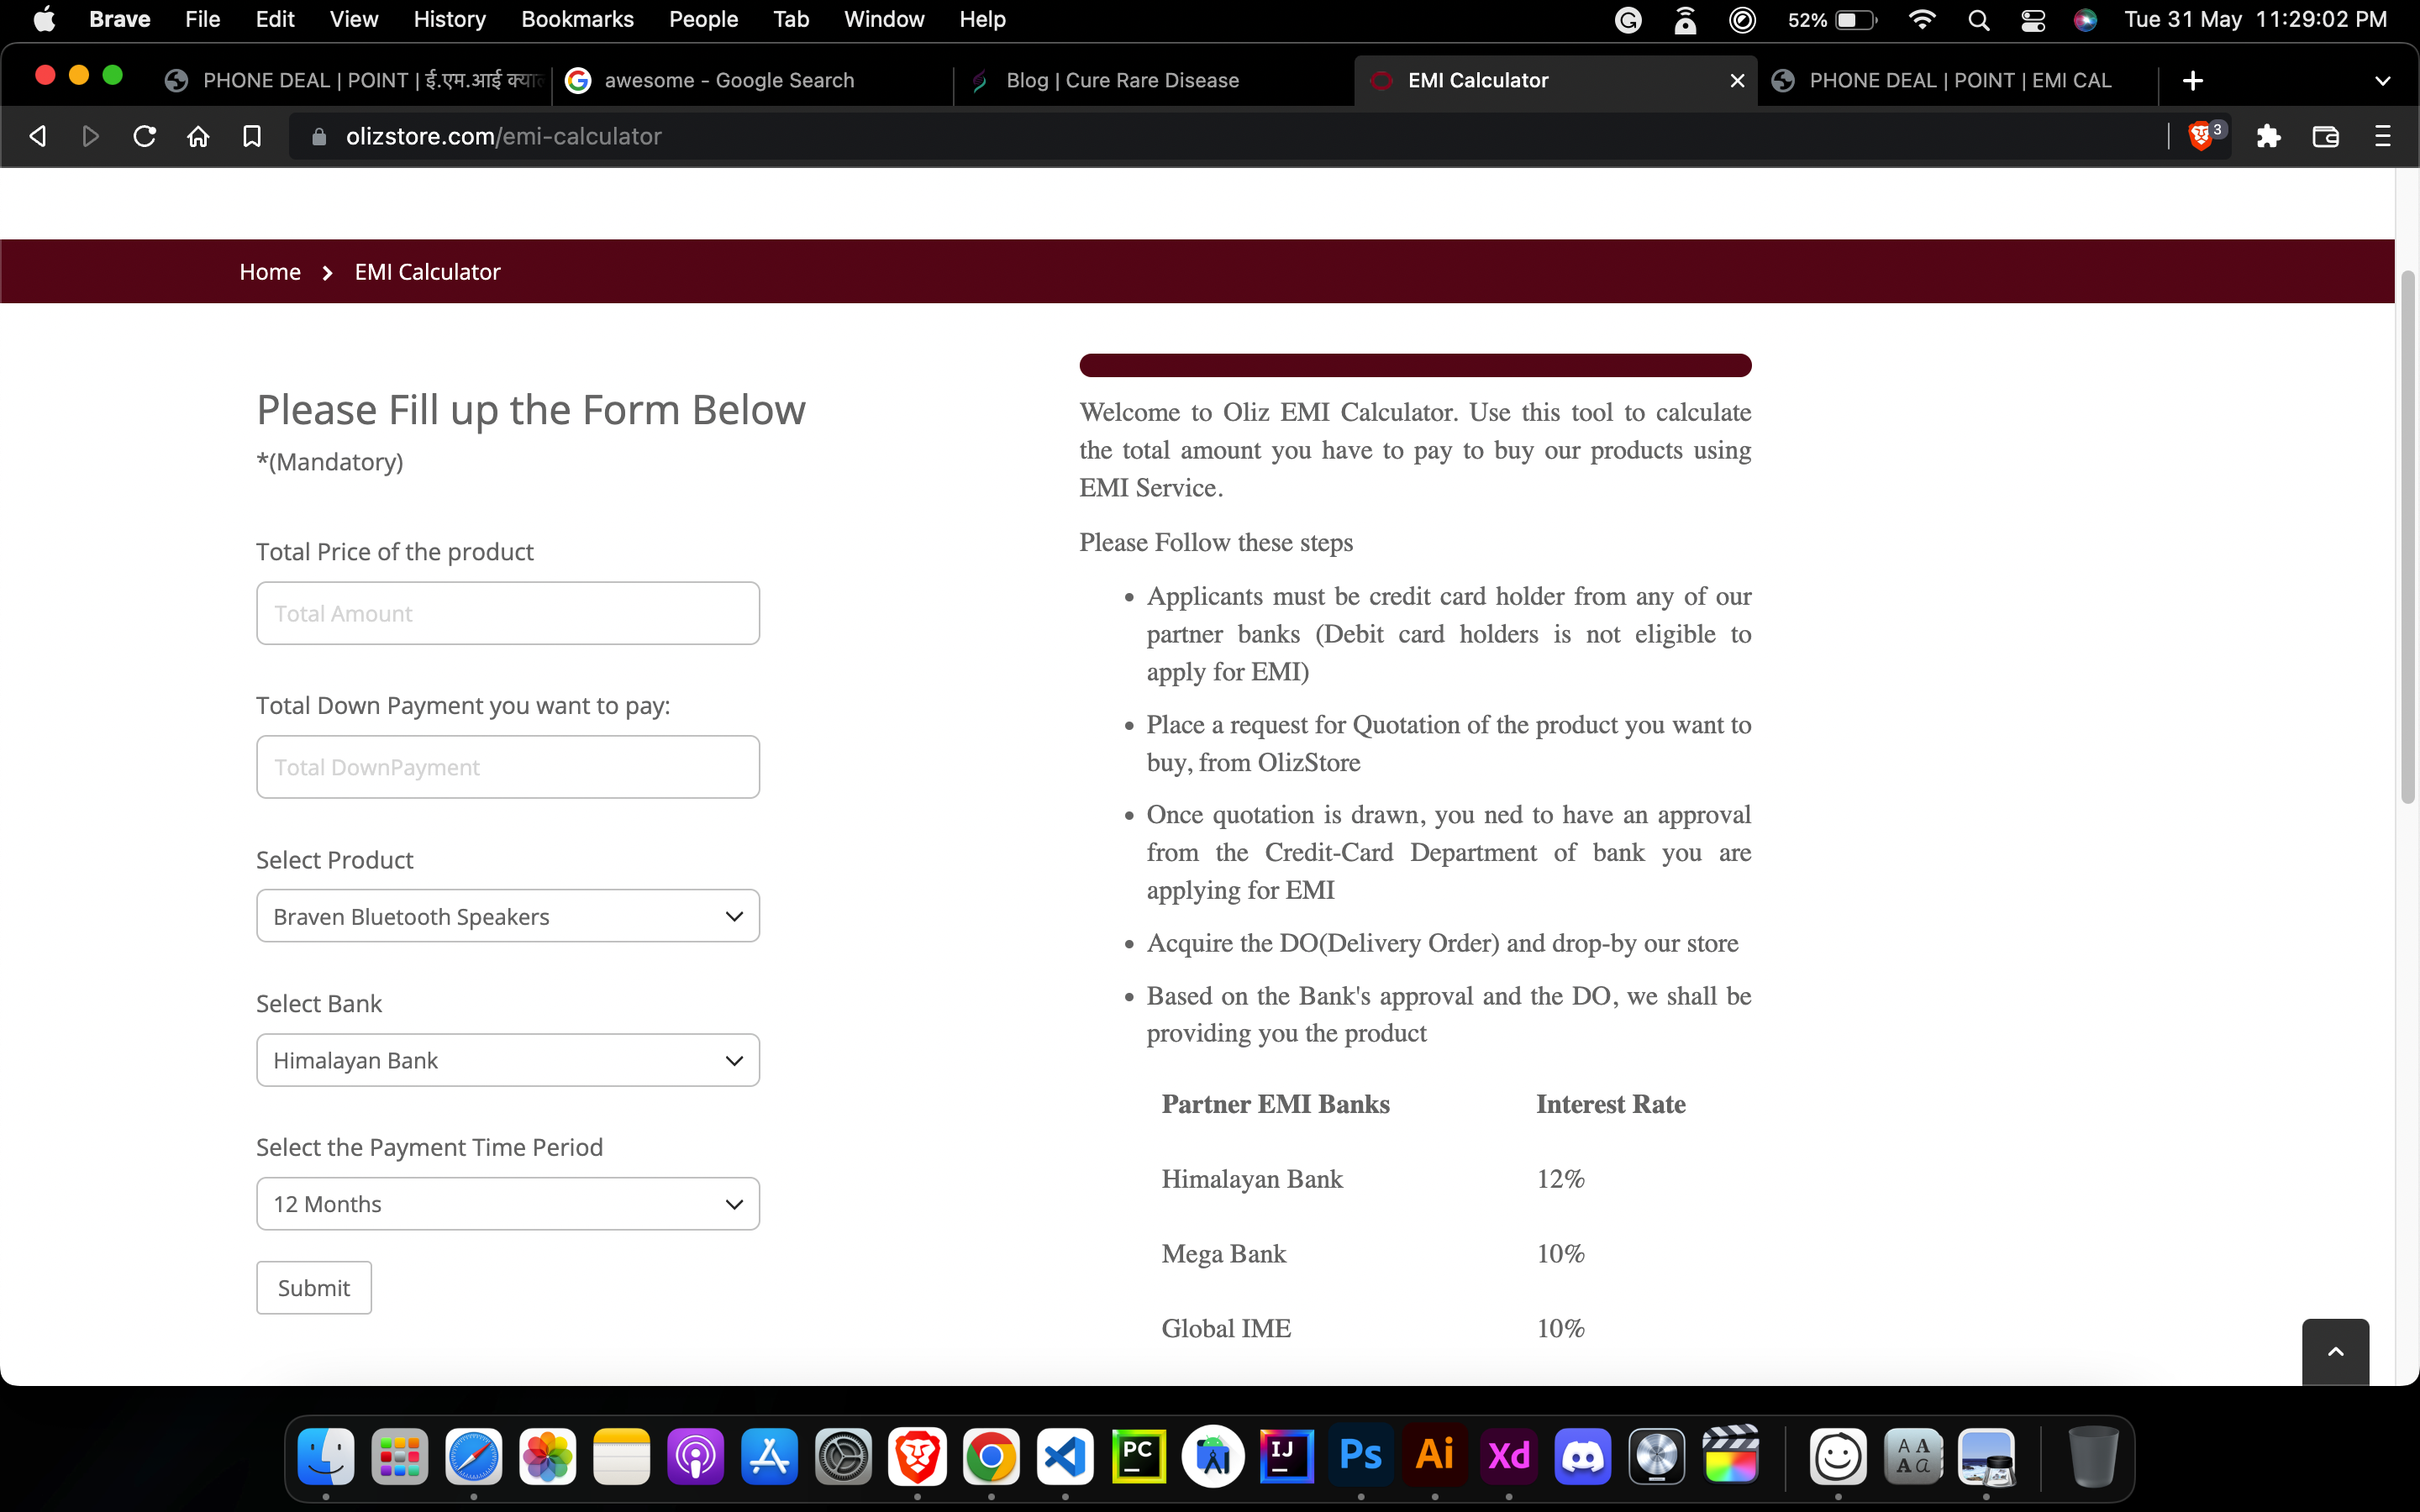 Brave File Edit View History Bookmarks People Tab Window Help 52% Tue 31 May 11:29:02 PM
PHONE DEAL | POINT | ई.एम.आई awesome - Google Search Blog | Cure Rare Disease EMI Calculator PHONE DEAL | POINT | EMI CAL
olizstore.com/emi-calculator 3
Home > EMI Calculator
Please Fill up the Form Below
*(Mandatory)
Total Price of the product
Total Amount
Total Down Payment you want to pay:
Total DownPayment
Select Product
Braven Bluetooth Speakers
Select Bank
Himalayan Bank
Select the Payment Time Period
12 Months
Submit
Welcome to Oliz EMI Calculator. Use this tool to calculate
the total amount you have to pay to buy our products using
EMI Service.
Please Follow these steps
• Applicants must be credit card holder from any of our
partner banks (Debit card holders is not eligible to
apply for EMI)
• Place a request for Quotation of the product you want to
buy, from OlizStore
• Once quotation is drawn, you ned to have an approval
from the Credit-Card Department of bank you are
applying for EMI
• Acquire the DO(Delivery Order) and drop-by our store
• Based on the Bank's approval and the DO, we shall be
providing you the product
Partner EMI Banks Interest Rate
Himalayan Bank 12%
Mega Bank 10%
Global IME 10%
PC IJ Ps Ai Xd AA
Aa